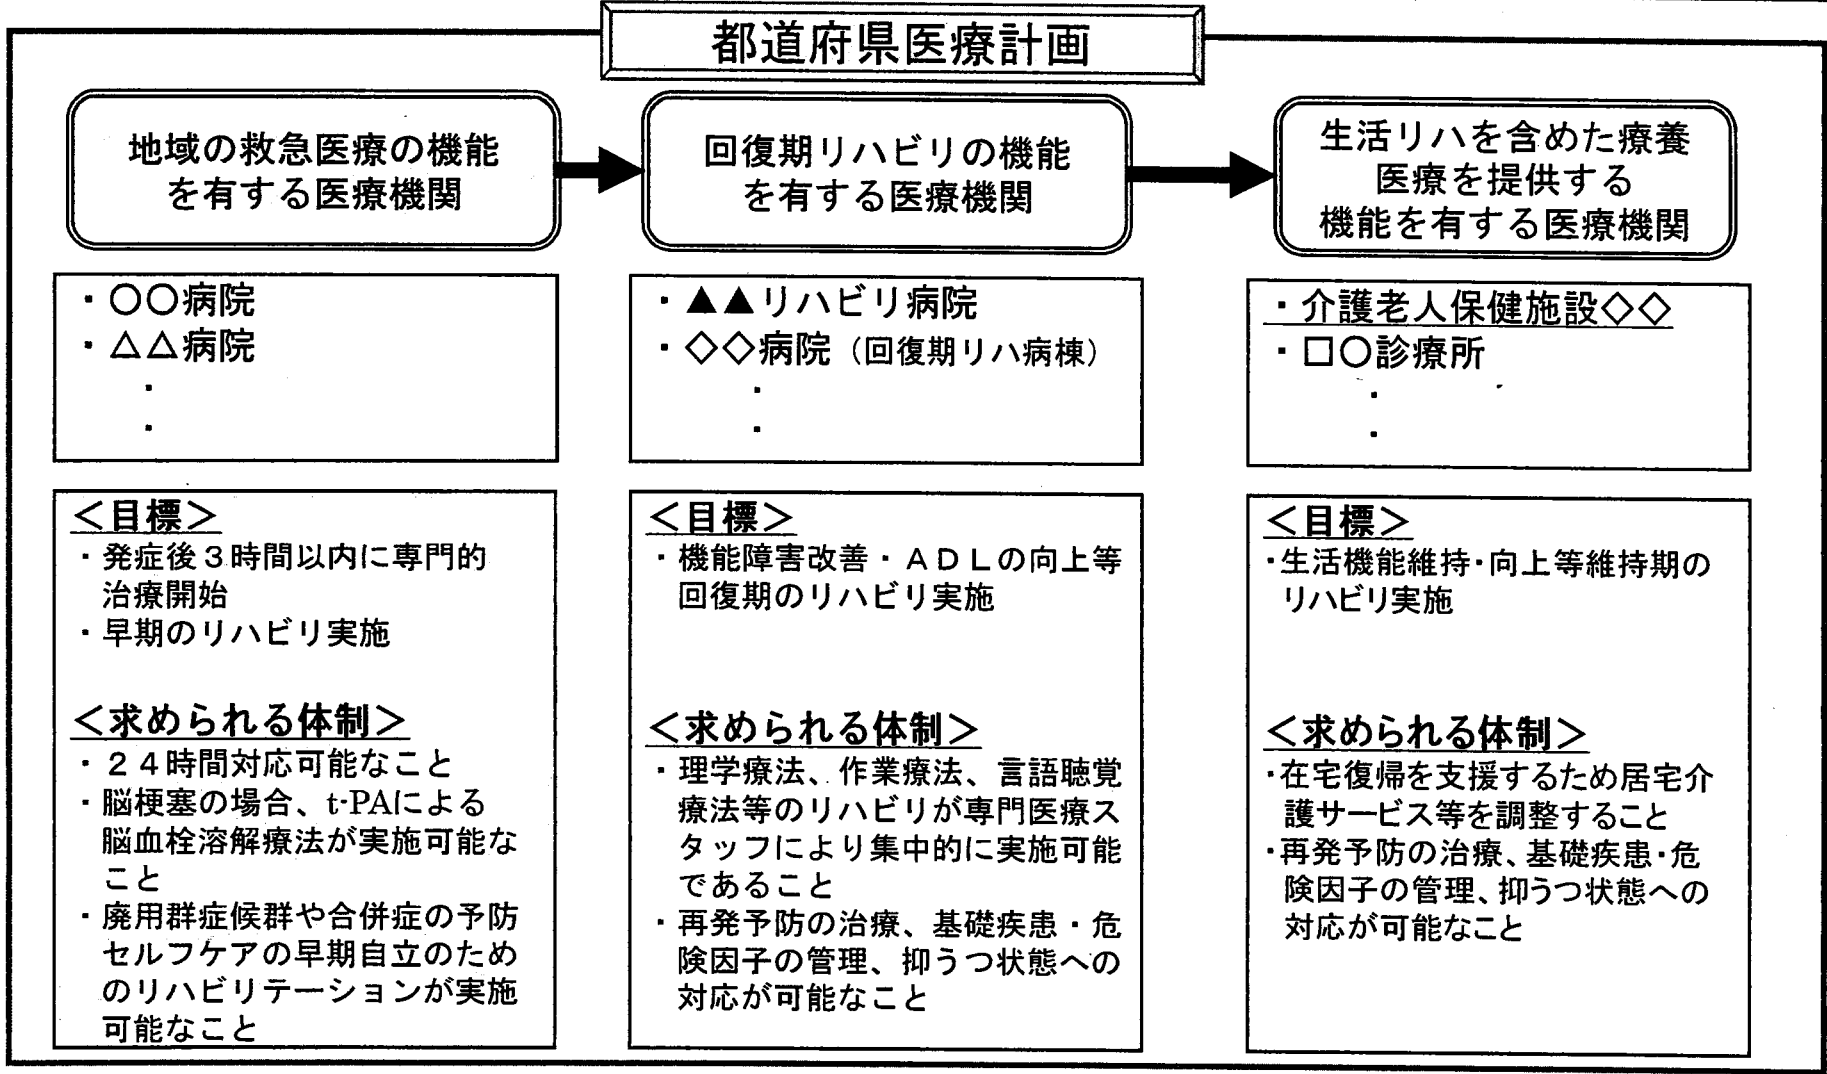 都道府県医療計画
地域の救急医療の機能
を有する医療機関
・〇〇病院
・△△病院
・
・
＜目標＞
・発症後３時間以内に専門的
治療開始
・早期のリハビリ実施
＜求められる体制＞
・２４時間対応可能なこと
・脳梗塞の場合、t-PAによる
脳血栓溶解療法が実施可能な
こと
・廃用群症候群や合併症の予防
セルフケアの早期自立のため
のリハビリテーションが実施
可能なこと
回復期リハビリの機能
を有する医療機関
・▲▲リハビリ病院
・◇◇病院（回復期リハ病棟）
・
・
＜目標＞
・機能障害改善・ＡＤＬの向上等
回復期のリハビリ実施
＜求められる体制＞
・理学療法、作業療法、言語聴覚
療法等のリハビリが専門医療ス
タッフにより集中的に実施可能
であること
・再発予防の治療、基礎疾患・危
険因子の管理、抑うつ状態への
対応が可能なこと
生活リハを含めた療養
医療を提供する
機能を有する医療機関
・介護老人保健施設◇◇
・□〇診療所
・
・
＜目標＞
・生活機能維持・向上等維持期の
リハビリ実施
＜求められる体制＞
・在宅復帰を支援するため居宅介
護サービス等を調整すること
・再発予防の治療、基礎疾患・危
険因子の管理、抑うつ状態への
対応が可能なこと